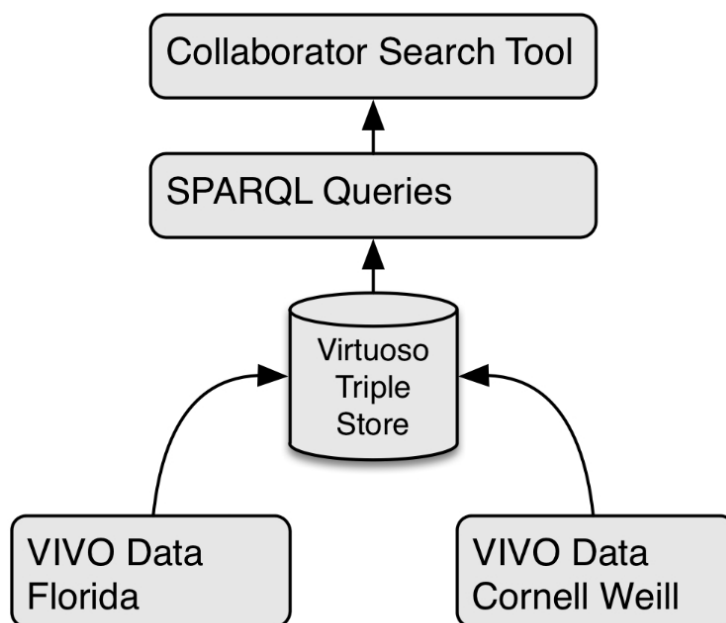 Collaborator Search Tool
SPARQL Queries
Virtuoso
Triple
Store
VIVO Data
Florida
VIVO Data
Cornell Weill